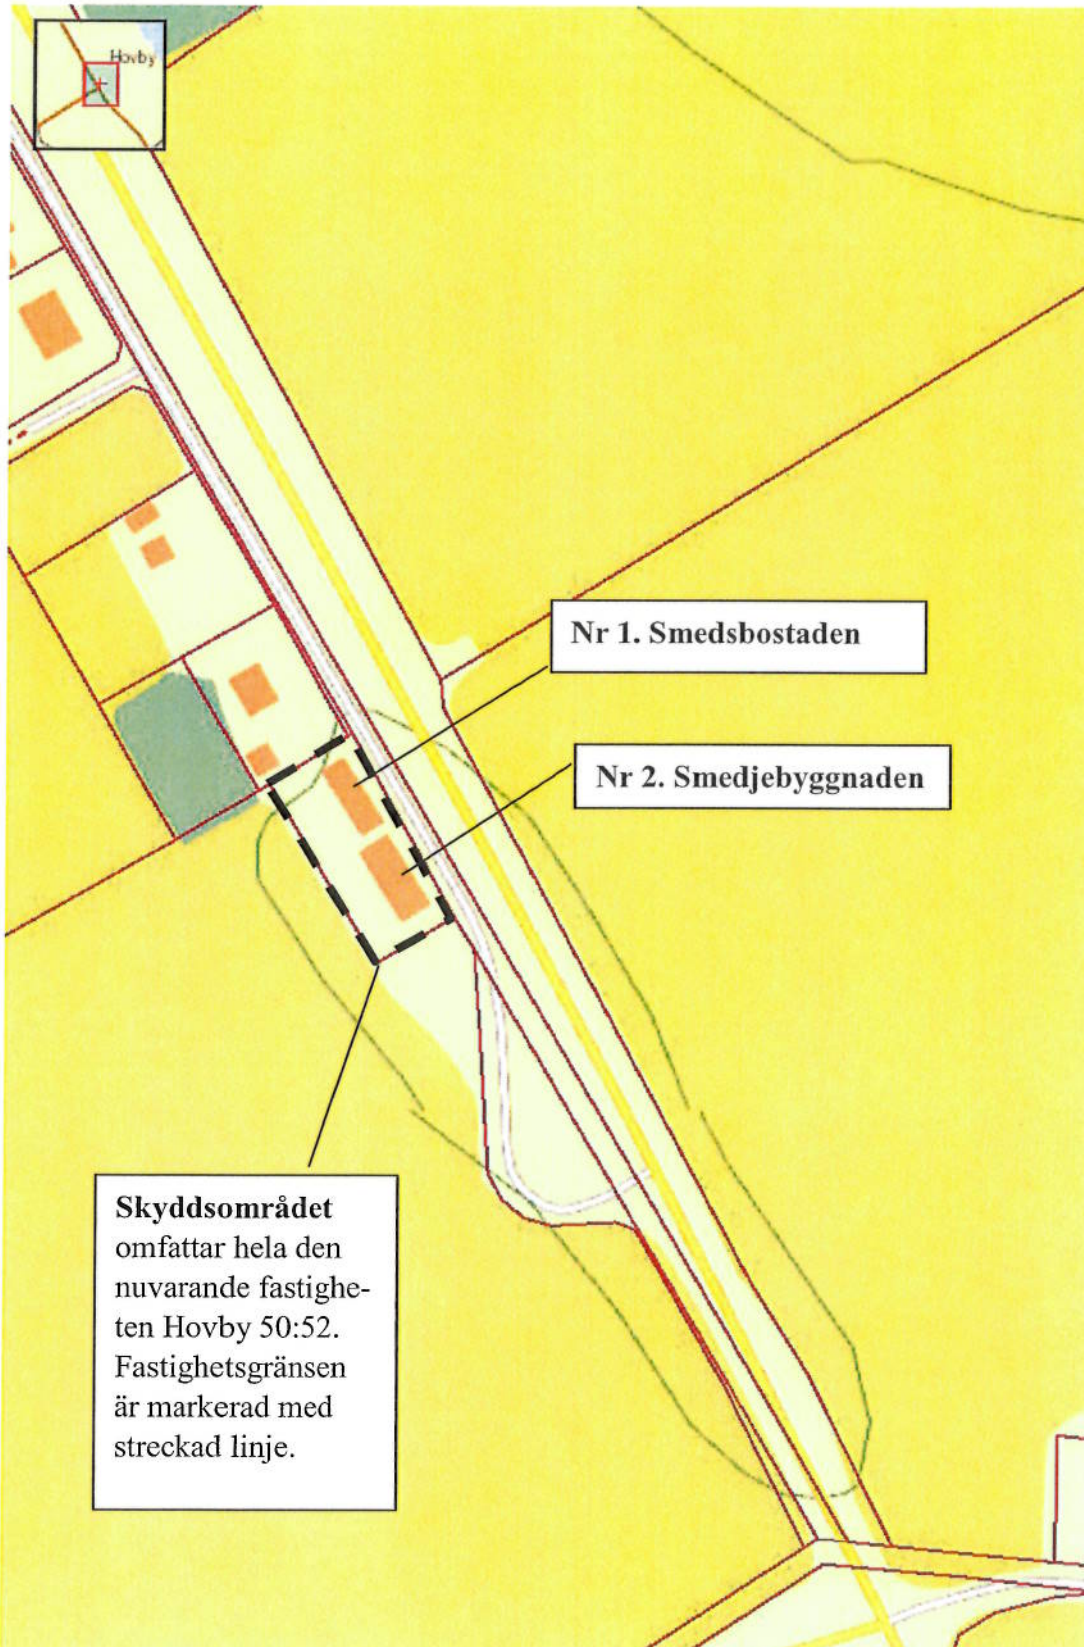 Hovby
Nr 1. Smedsbostaden
Nr 2. Smedjebyggnaden
Skyddsområdet
omfattar hela den
nuvarande fastighe-
ten Hovby 50:52.
Fastighetsgränsen
är markerad med
streckad linje.